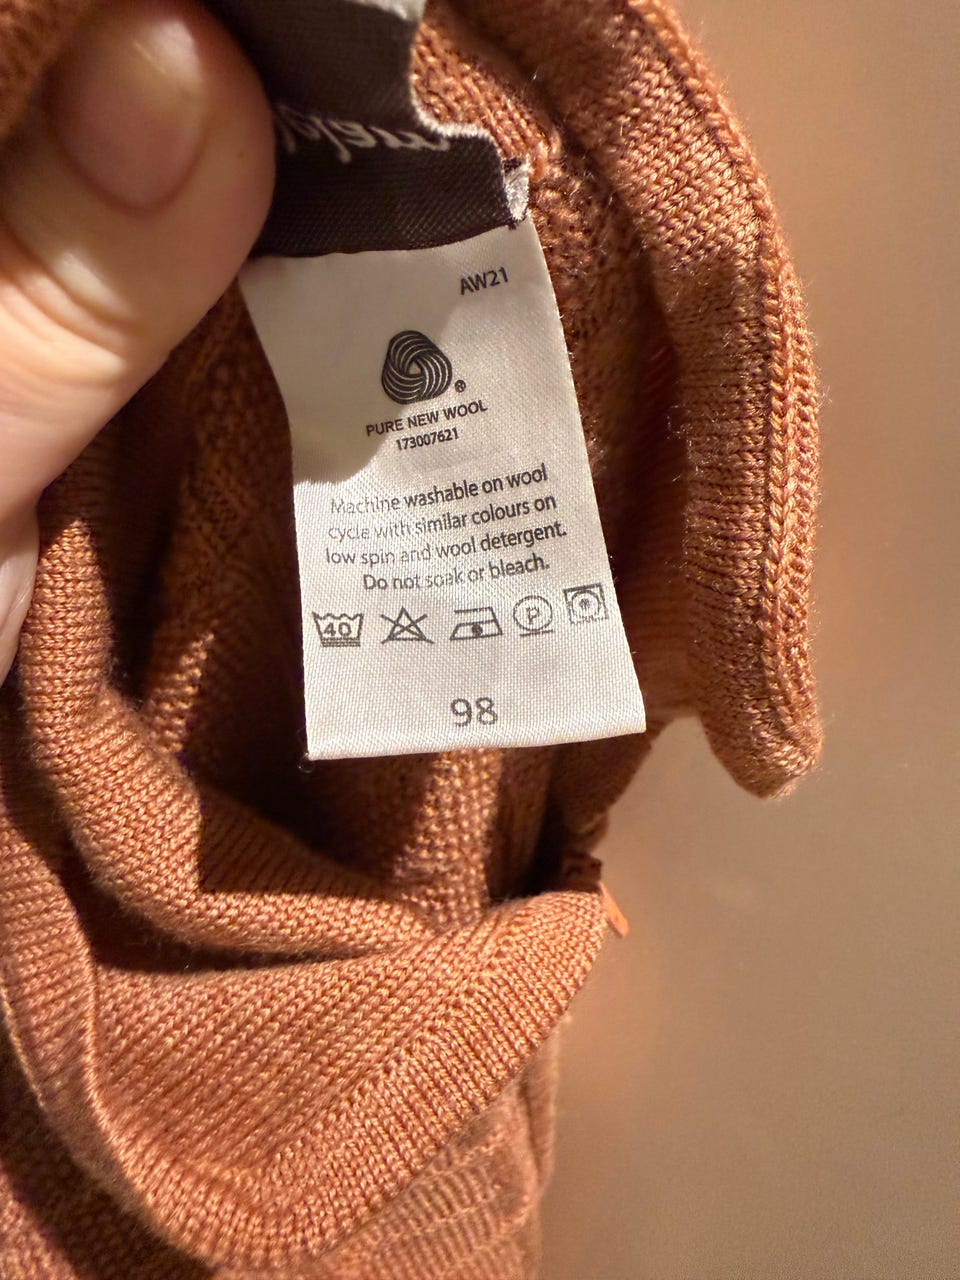 AW21
®
PURE NEW WOOL
173007621
Machine washable on wool
cycle with similar colours on
low spin and wool detergent.
Do not soak or bleach.
40 P
98